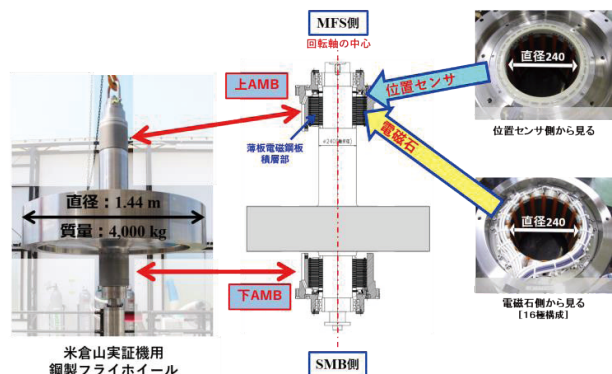 MFS側
回転軸の中心
上AMB
位置センサ
直径240
位置センサ側から見る
薄板電磁鋼板
積層部
電磁石
直径：1.44 m
質量：4,000 kg
直径240
下AMB
電磁石側から見る
［16極構成］
米倉山実証機用
鋼製フライホイール
SMB側